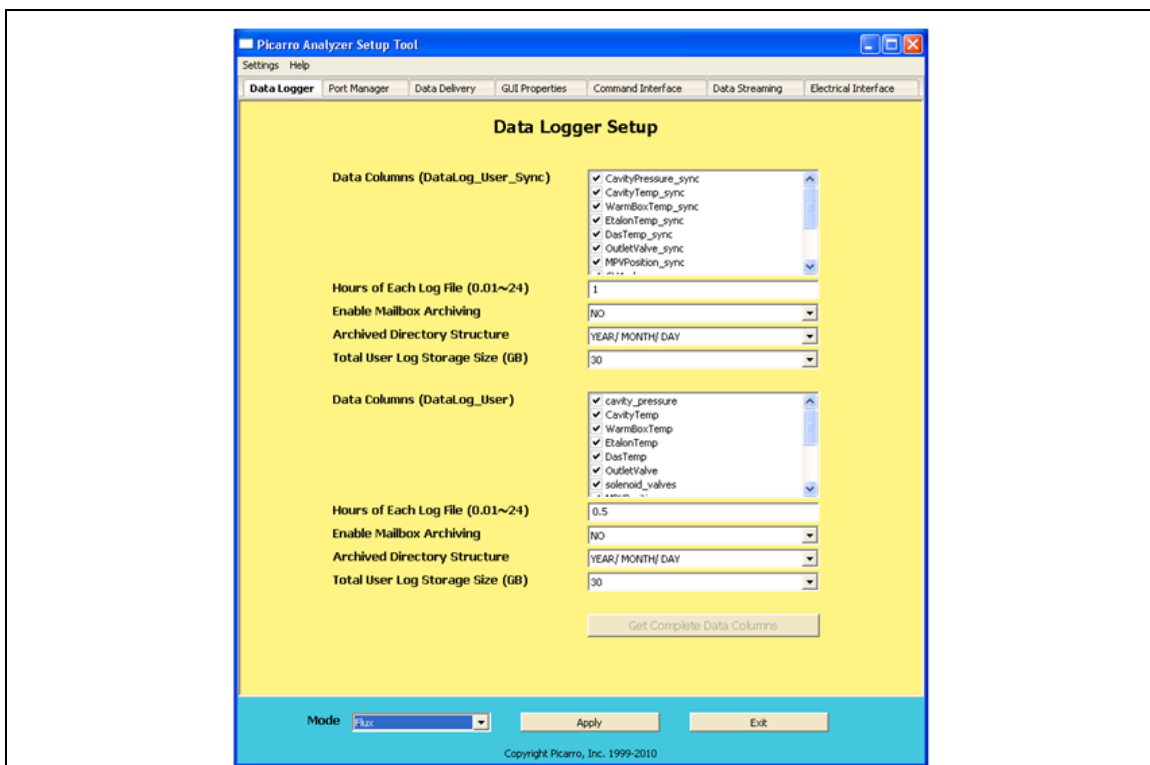 Picarro Analyzer Setup Tool
Settings Help
Data Logger Port Manager Data Delivery GUI Properties Command Interface Data Streaming Electrical Interface
Data Logger Setup
Data Columns (DataLog_User_Sync)
CavityPressure_sync
CavityTemp_sync
WarmBoxTemp_sync
EtalonTemp_sync
DasTemp_sync
OutletValve_sync
MPVPosition_sync
Hours of Each Log File (0.01~24) 1
Enable Mailbox Archiving NO
Archived Directory Structure YEAR/ MONTH/ DAY
Total User Log Storage Size (GB) 30
Data Columns (DataLog_User)
cavity_pressure
CavityTemp
WarmBoxTemp
EtalonTemp
DasTemp
OutletValve
solenoid_valves
Hours of Each Log File (0.01~24) 0.5
Enable Mailbox Archiving NO
Archived Directory Structure YEAR/ MONTH/ DAY
Total User Log Storage Size (GB) 30
Get Complete Data Columns
Mode Flux Apply Exit
Copyright Picarro, Inc. 1999-2010